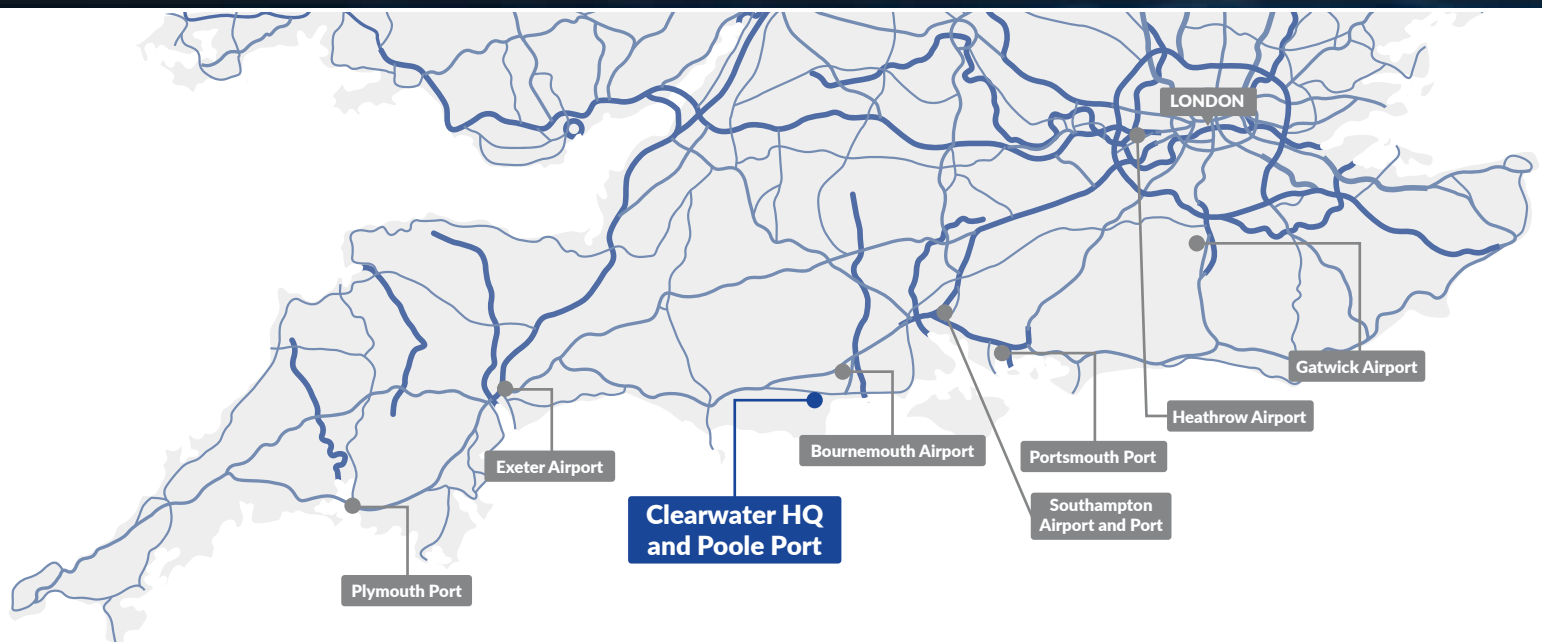 LONDON
Gatwick Airport
Heathrow Airport
Bournemouth Airport
Portsmouth Port
Exeter Airport
Southampton
Airport and Port
Clearwater HQ
and Poole Port
Plymouth Port